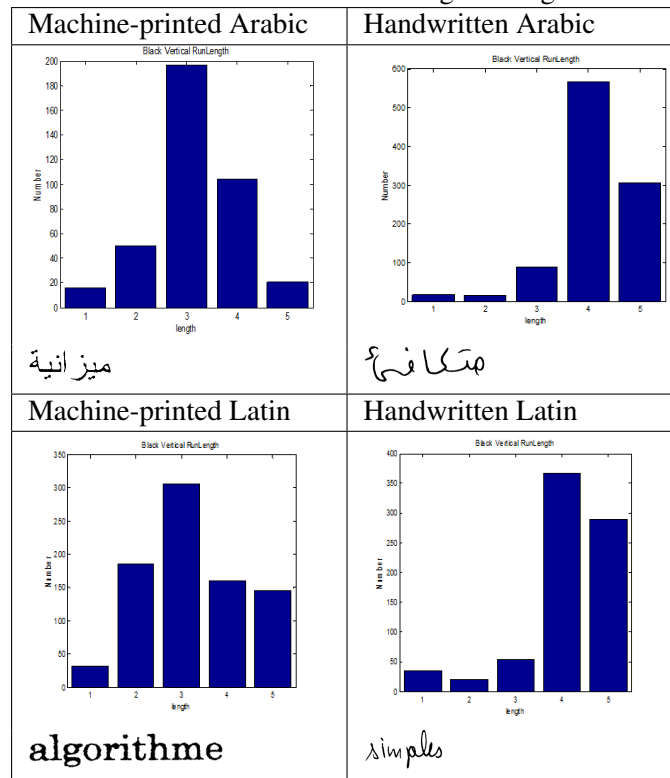 Machine-printed Arabic
Handwritten Arabic
Black Vertical RunLength
200
180
160
140
120
100
80
60
40
20
0
Number
1 2 3 4 5
length
ميزانية
Black Vertical RunLength
600
500
400
300
200
100
0
Number
1 2 3 4 5
length
متكافئ
Machine-printed Latin
Handwritten Latin
Black Vertical RunLength
350
300
250
200
150
100
50
0
Number
1 2 3 4 5
length
algorithme
Black Vertical RunLength
400
350
300
250
200
150
100
50
0
Number
1 2 3 4 5
length
simples